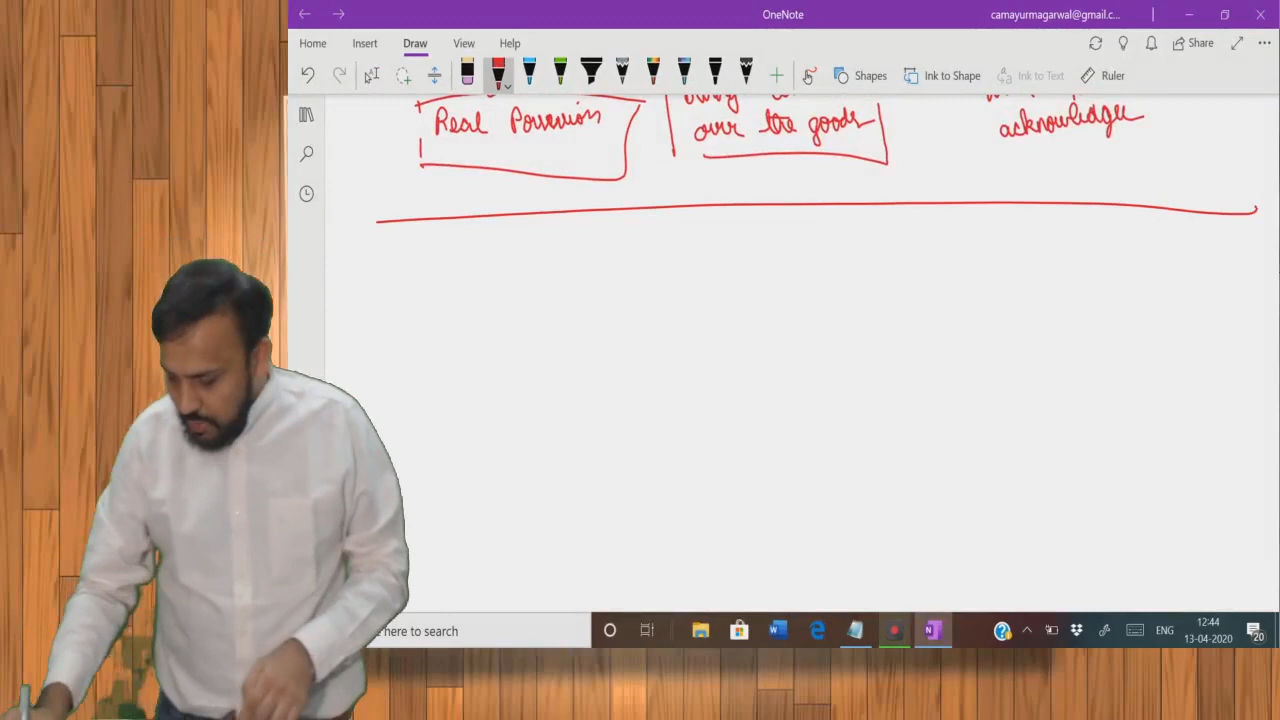 OneNote
camayurmagarwal@gmail.c...
Home Insert Draw View Help
Share
Shapes Ink to Shape Ink to Text Ruler
Real Possession
over the goods
acknowledge
here to search
ENG
12:44
13-04-2020
20